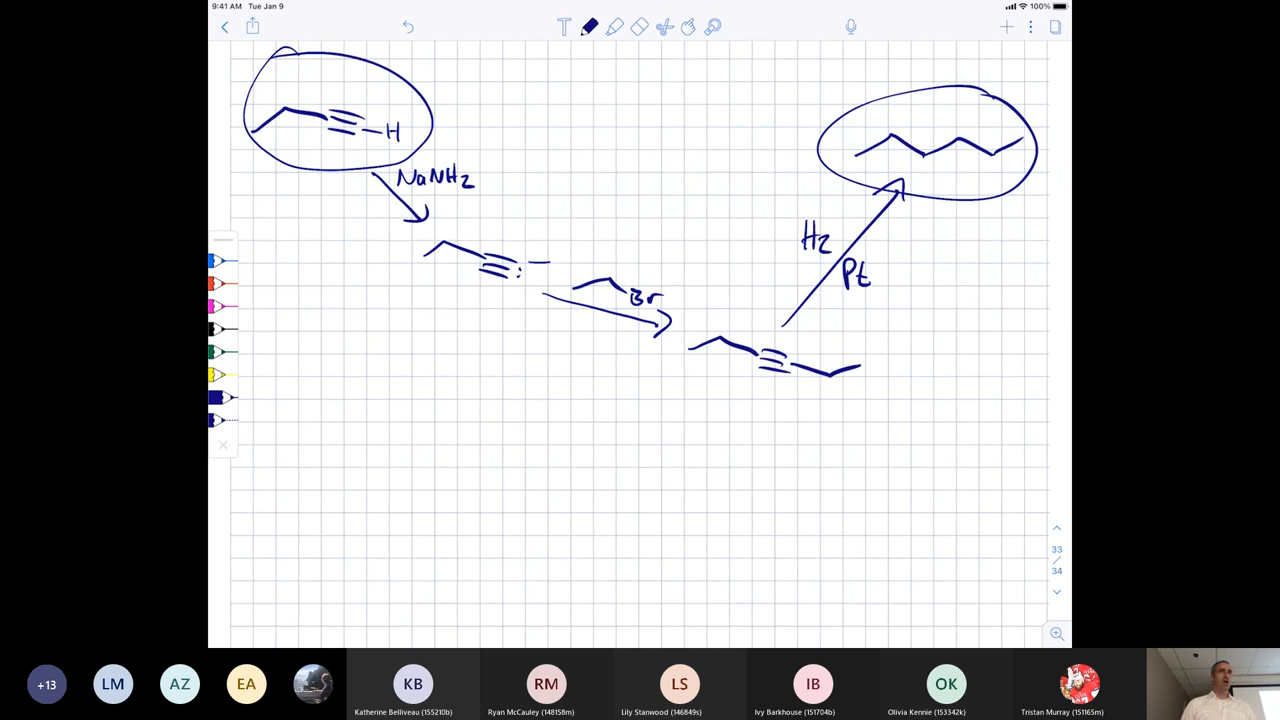 9:41 AM Tue Jan 9
100%
T
H
NaNH2
Br
H2
Pt
33
34
+13
LM
AZ
EA
KB
RM
LS
IB
OK
Katherine Belliveau (155210b)
Ryan McCauley (148158m)
Lily Stanwood (146849s)
Ivy Barkhouse (151704b)
Olivia Kennie (153342k)
Tristan Murray (151165m)